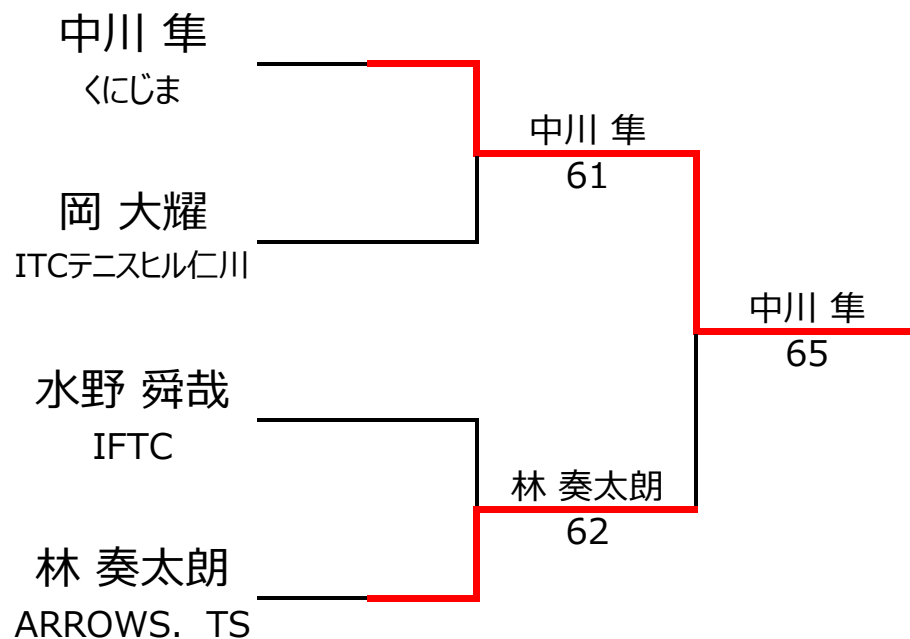 中川 隼
くにじま
中川 隼
61
岡 大耀
ITCテニスヒル仁川
中川 隼
65
水野 舜哉
IFTC
林 奏太朗
62
林 奏太朗
ARROWS．TS